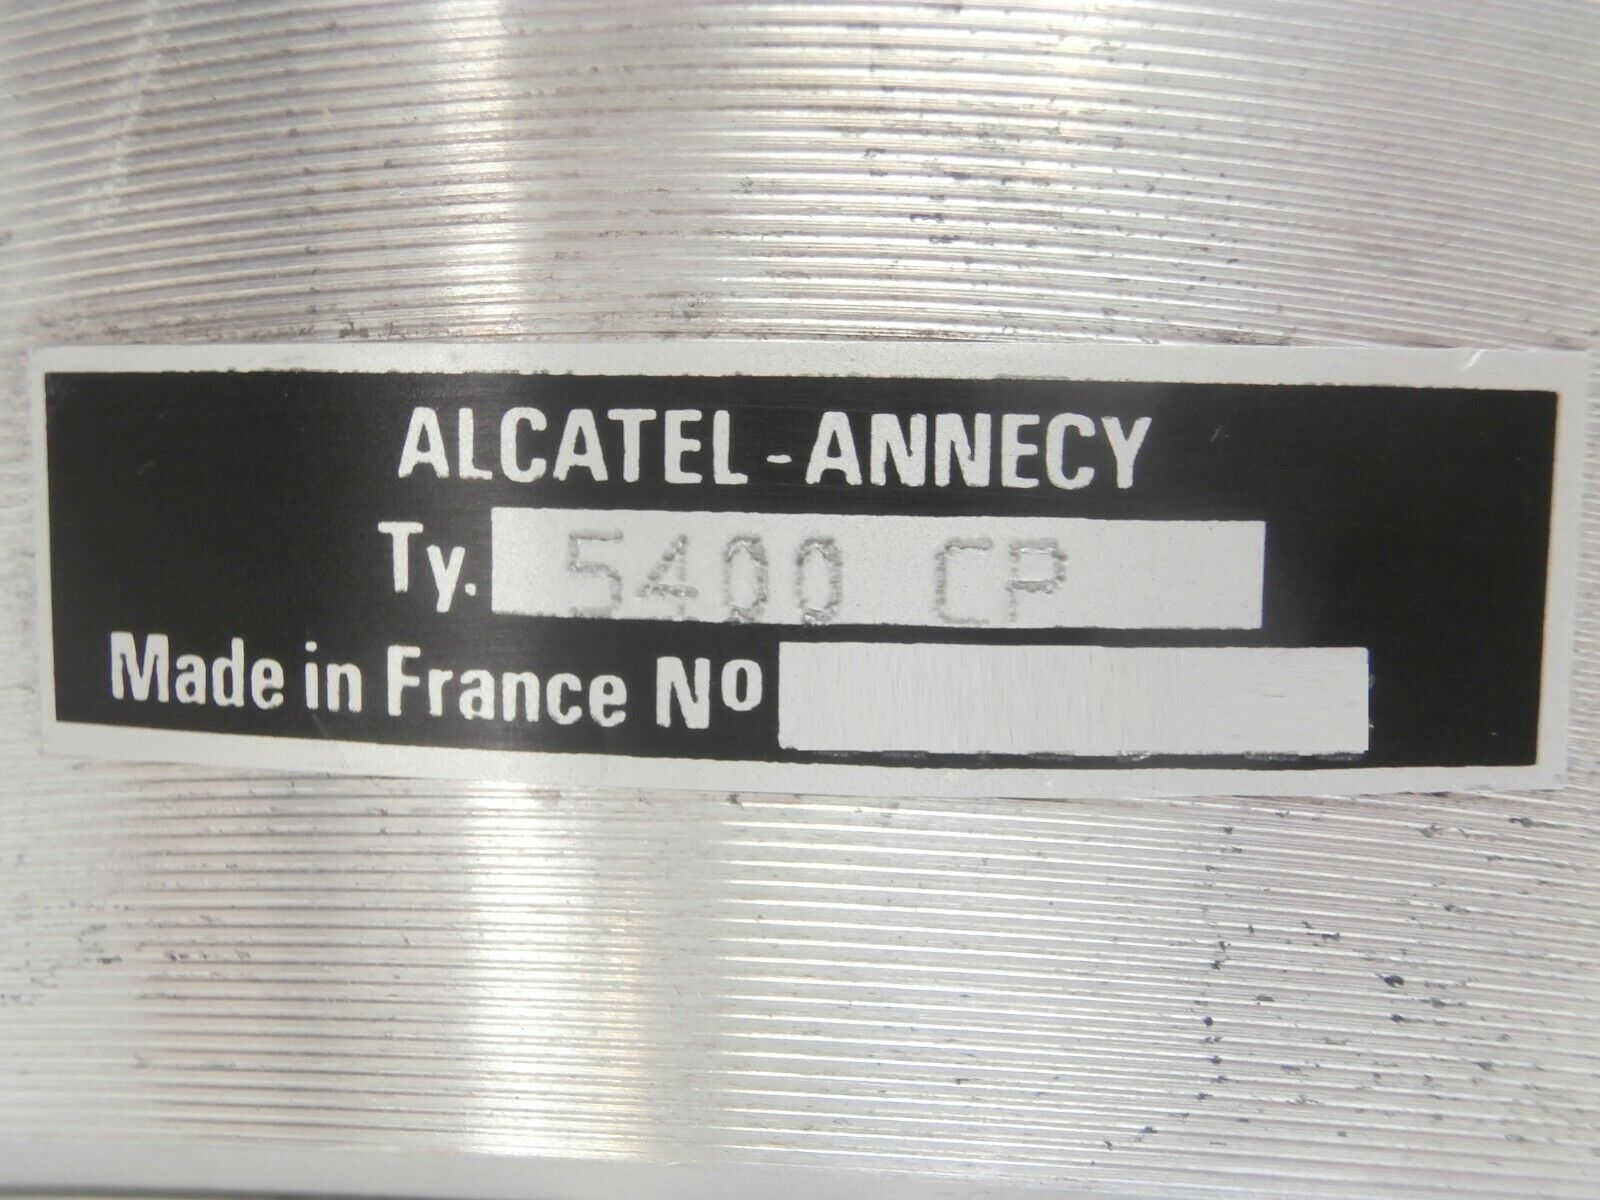 ALCATEL - ANNECY
Ty. 5400 CP
Made in France Nº